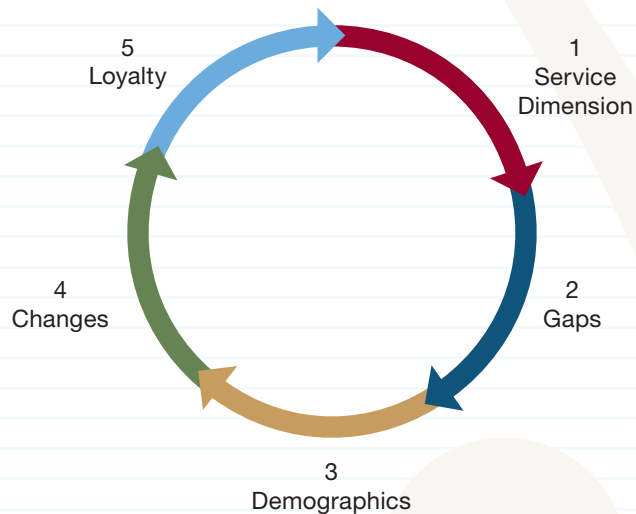 1
Service
Dimension
2
Gaps
3
Demographics
4
Changes
5
Loyalty